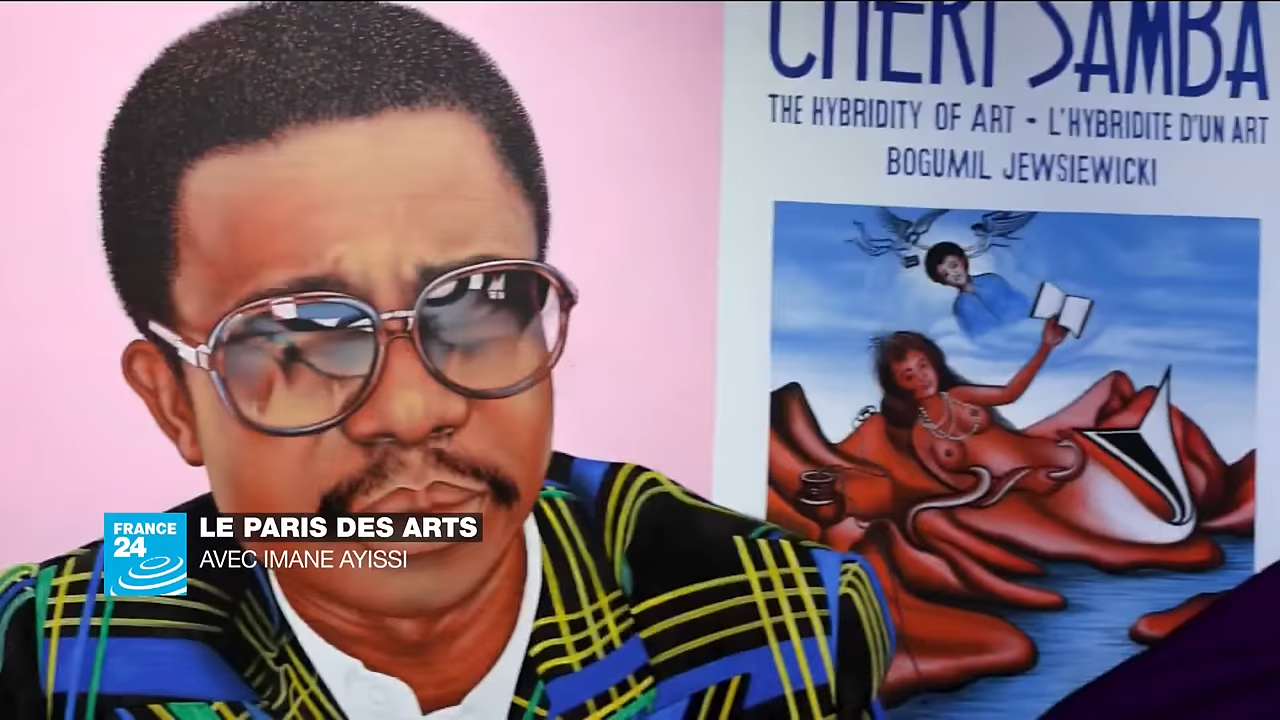 CHERI SAMBA
THE HYBRIDITY OF ART - L'HYBRIDITE D'UN ART
BOGUMIL JEWSIEWICKI
FRANCE
24
LE PARIS DES ARTS
AVEC IMANE AYISSI